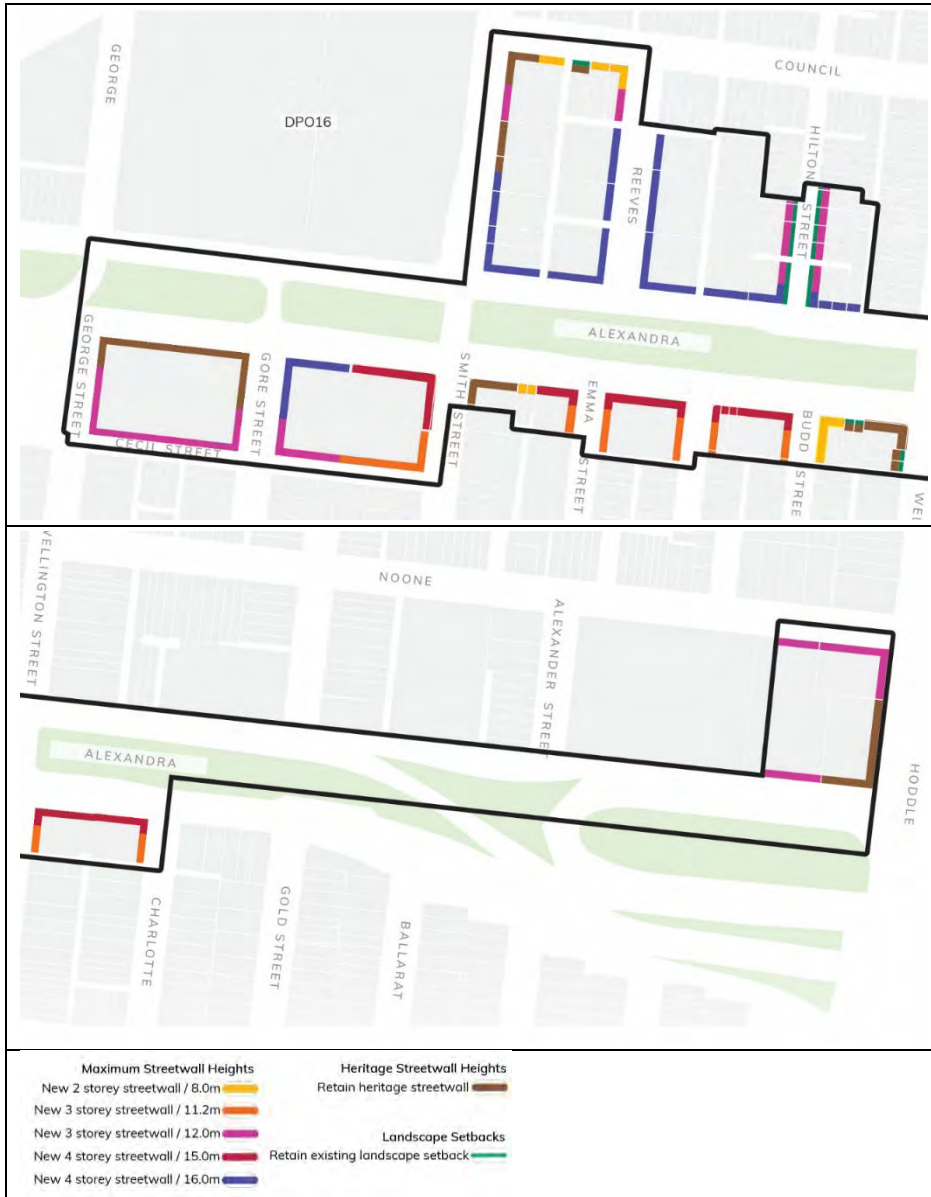 GEORGE
COUNCIL
DPO16
HILTON
STREET
REEVES
ALEXANDRA
GEORGE STREET
GORE STREET
SMITH STREET
EMMA
STREET
BUDD
STREE
WEL
CECIL STREET
NOONE
WELLINGTON STREET
ALEXANDER STREET
ALEXANDRA
HODDLE
CHARLOTTE
GOLD STREET
BALLARAT
Maximum Streetwall Heights
New 2 storey streetwall / 8.0m
New 3 storey streetwall / 11.2m
New 3 storey streetwall / 12.0m
New 4 storey streetwall / 15.0m
New 4 storey streetwall / 16.0m
Heritage Streetwall Heights
Retain heritage streetwall
Landscape Setbacks
Retain existing landscape setback